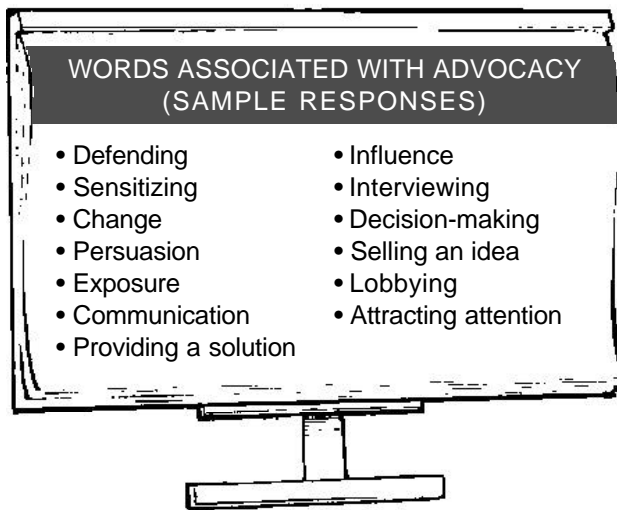 WORDS ASSOCIATED WITH ADVOCACY
(SAMPLE RESPONSES)
• Defending
• Sensitizing
• Change
• Persuasion
• Exposure
• Communication
• Providing a solution
• Influence
• Interviewing
• Decision-making
• Selling an idea
• Lobbying
• Attracting attention